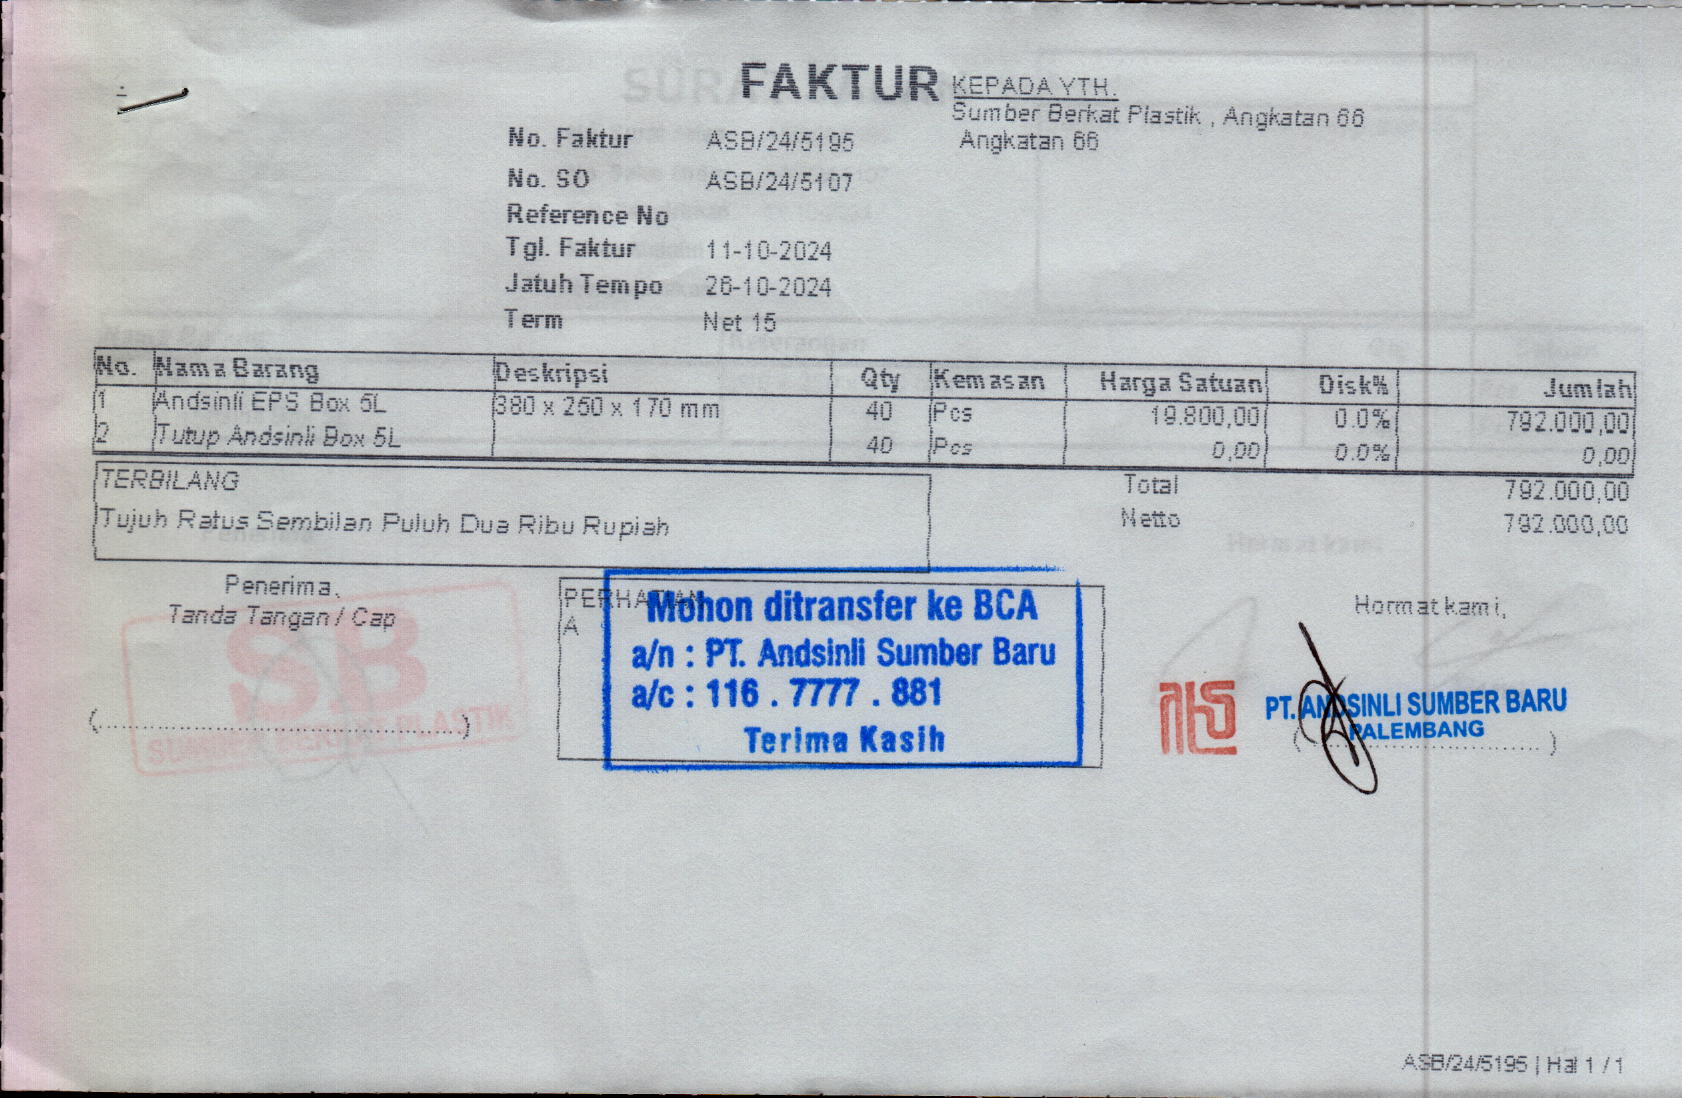 FAKTUR
KEPADA YTH.
Sumber Berkat Plastik , Angkatan 66
Angkatan 66
No. Faktur ASB/24/5195
No. SO ASB/24/5107
Reference No
Tgl. Faktur 11-10-2024
Jatuh Tempo 26-10-2024
Term Net 15
No. Nama Barang Deskripsi Qty Kemasan Harga Satuan Disk% Jumlah
1 Andsinli EPS Box 5L 380 x 250 x 170 mm 40 Pcs 19.800,00 0.0% 792.000,00
2 Tutup Andsinli Box 5L 40 Pcs 0,00 0.0% 0,00
TERBILANG
Tujuh Ratus Sembilan Puluh Dua Ribu Rupiah
Total 792.000,00
Netto 792.000,00
Penerima,
Tanda Tangan / Cap
SB
SUMBER BERKAT PLASTIK
(........................)
PERHATIAN
A
Mohon ditransfer ke BCA
a/n : PT. Andsinli Sumber Baru
a/c : 116 . 7777 . 881
Terima Kasih
Hormat kami,
PT. ANDSINLI SUMBER BARU
PALEMBANG
(........................)
ASB/24/5195 | Hal 1 / 1